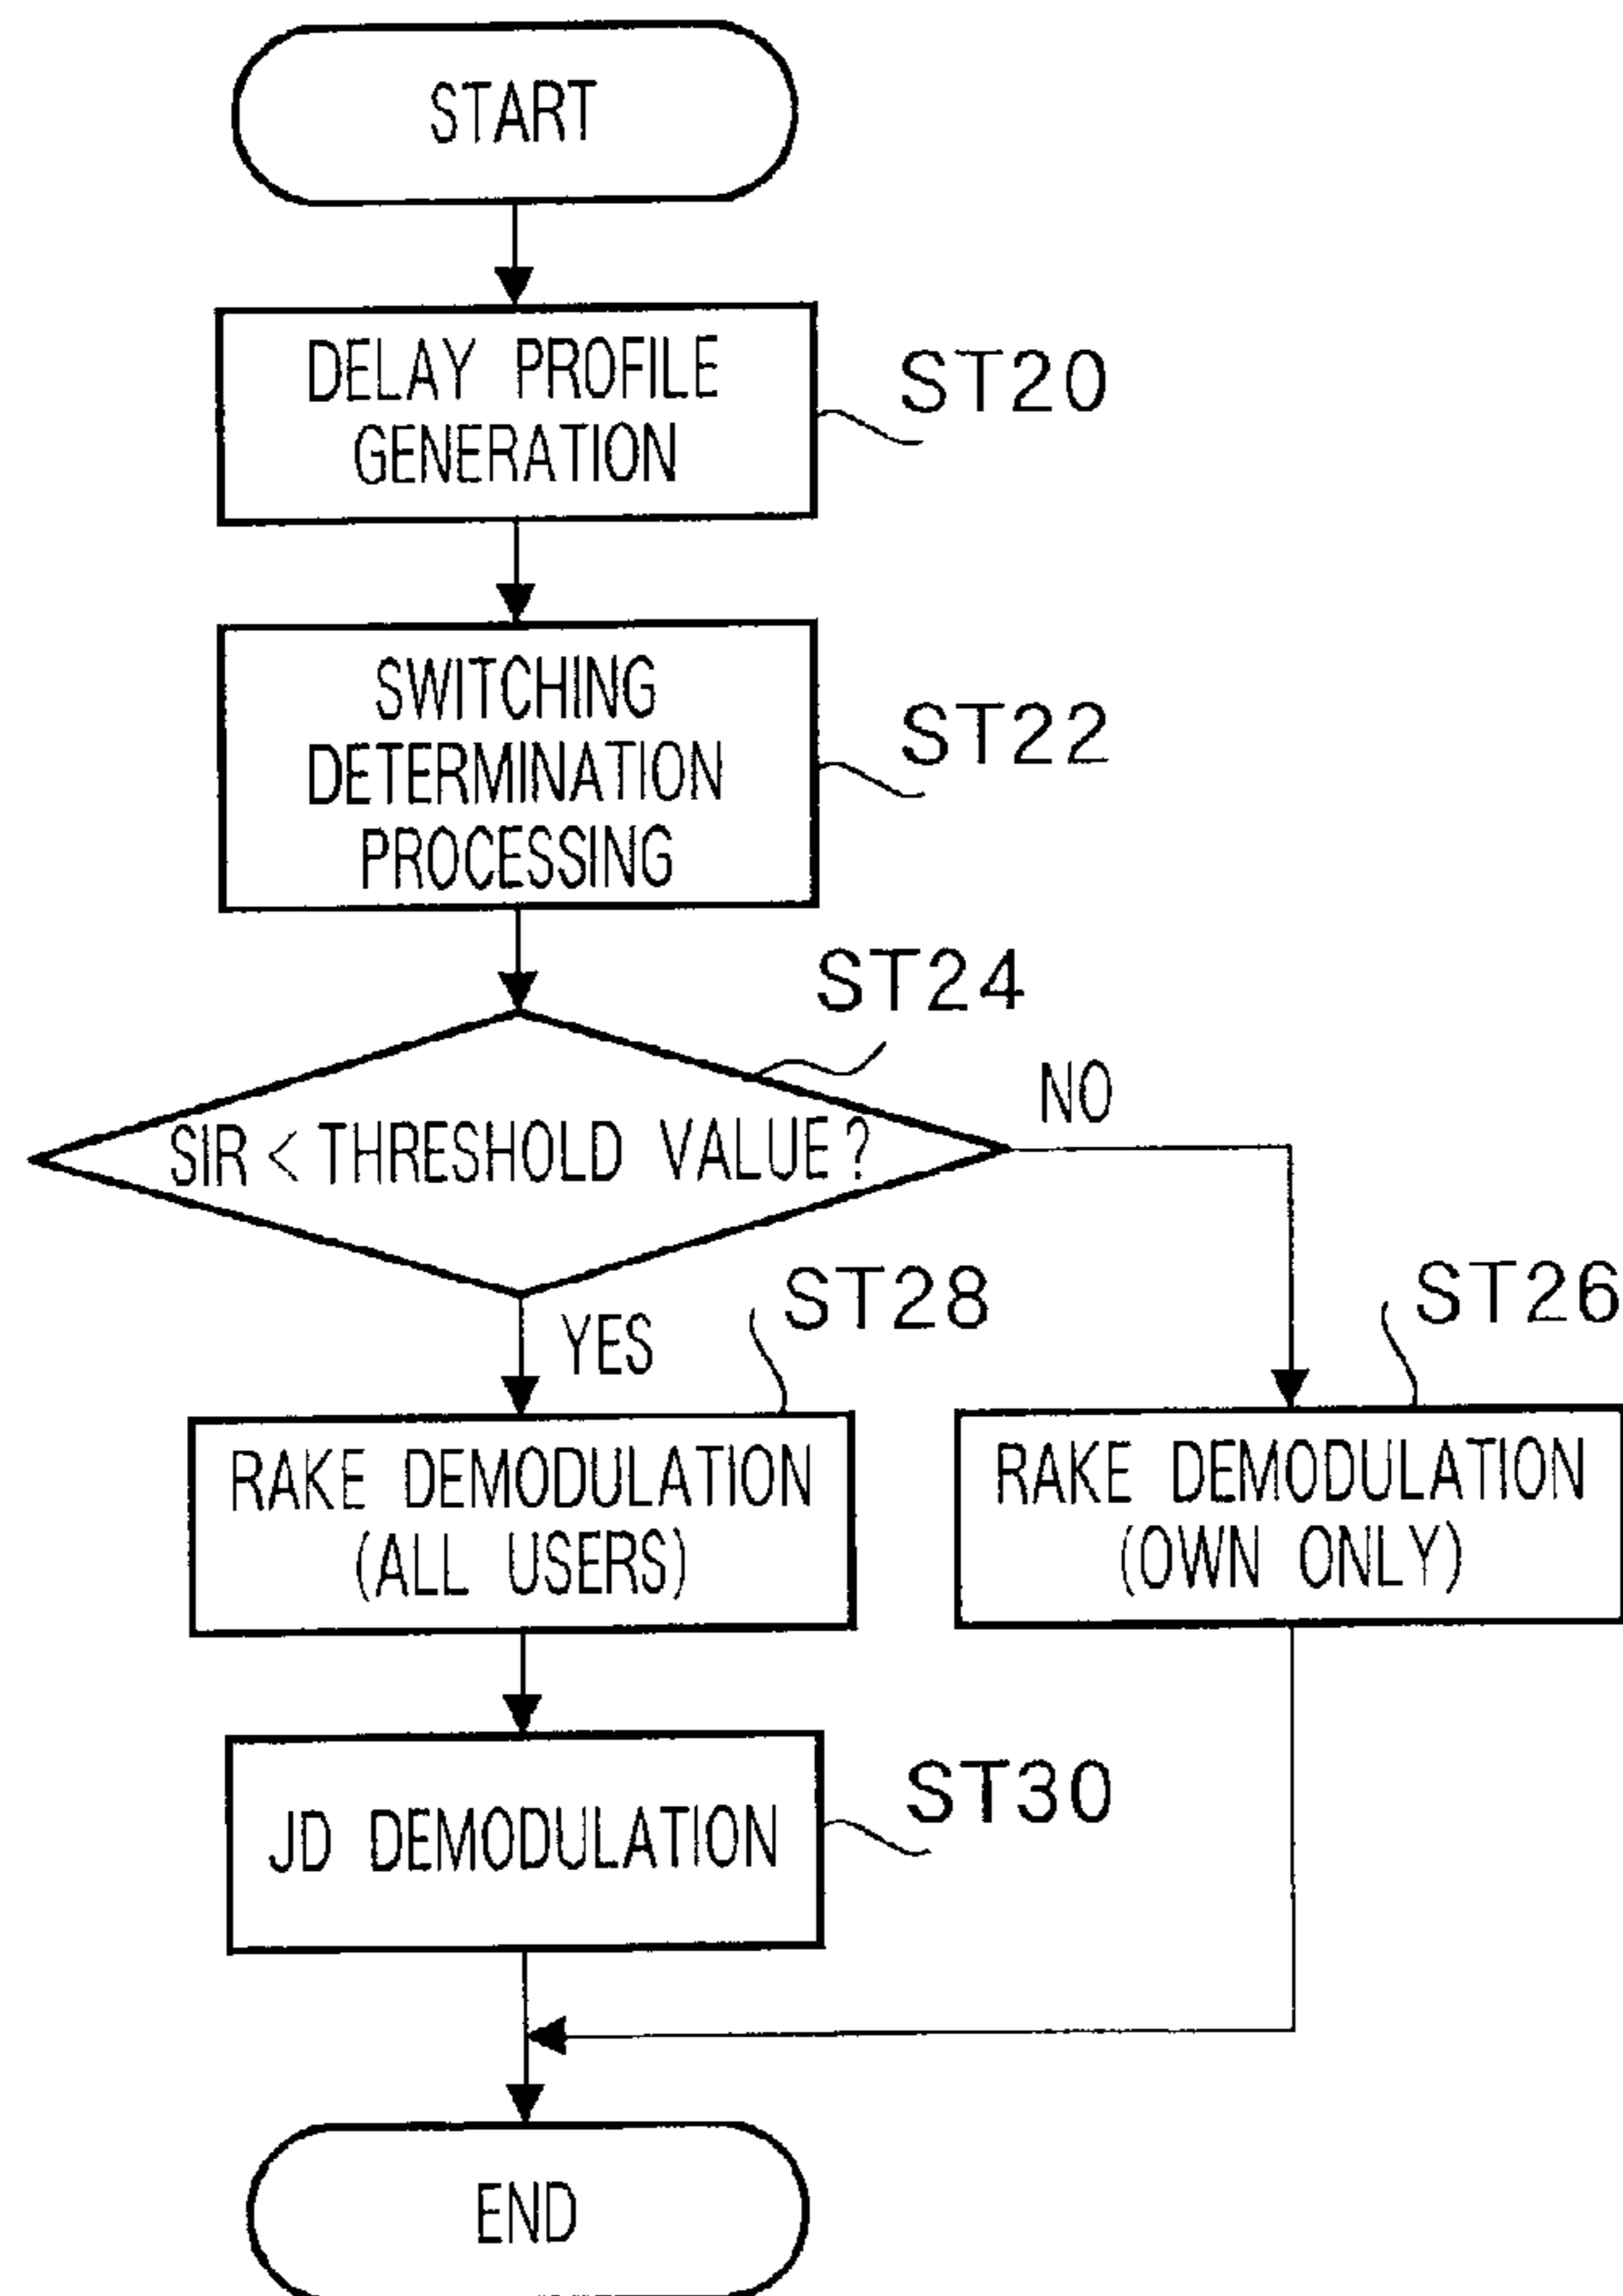 START
DELAY PROFILE
GENERATION
ST20
SWITCHING
DETERMINATION
PROCESSING
ST22
ST24
SIR < THRESHOLD VALUE?
NO
YES
ST28
ST26
RAKE DEMODULATION
(ALL USERS)
RAKE DEMODULATION
(OWN ONLY)
JD DEMODULATION
ST30
END